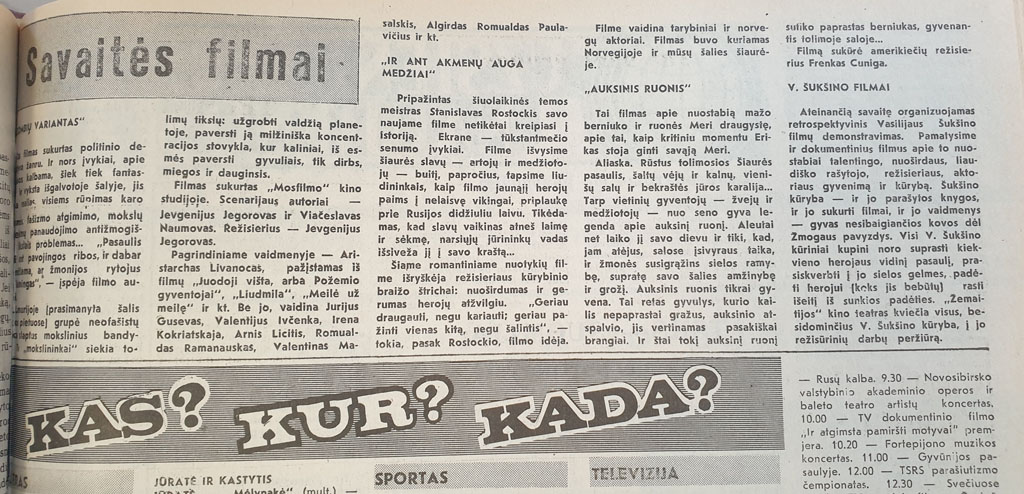 Savaitės filmai
VARIANTAS"
filmas sukurtas politinio de-
žanru. Ir nors įvykiai, apie
kalbama, šiek tiek fantas-
vyksta išgalvotoje šalyje, jis
visiems rūpimas karo
felizmo atgimimo, mokslų
panaudojimo antižmogiš-
problemas... „Pasaulis
pavojingos ribos, ir dabar
ar žmonijos rytojus
— įspėja filmo au-
(prasimanyta šalis
grupė neofašistų
mokslinius bandy-
„mokslininkai" siekia to-
limų tikslų: užgrobti valdžią plane-
toje, paversti ją milžiniška koncent-
racijos stovykla, kur kaliniai, iš es-
mės paversti gyvuliais, tik dirbs,
miegos ir dauginsis.
Filmas sukurtas „Mosfilmo" kino
studijoje. Scenarijaus autoriai —
Jevgenijus Jegorovas ir Viačeslavas
Naumovas. Režisierius — Jevgenijus
Jegorovas.
Pagrindiniame vaidmenyje — Ari-
starchas Livanocas, pažįstamas iš
filmų „Juodoji višta, arba Požemio
gyventojai", „Liudmila", „Meilė už
meilę" ir kt. Be jo, vaidina Jurijus
Gusevas, Valentijus Ivčenka, Irena
Kokriatskaja, Arnis Licitis, Romual-
das Ramanauskas, Valentinas Ma-
salskis, Algirdas Romualdas Paula-
vičius ir kt.
„IR ANT AKMENŲ AUGA
MEDŽIAI"
Pripažintas šiuolaikinės temos
meistras Stanislavas Rostockis savo
naujame filme netikėtai kreipiasi į
Istoriją. Ekrane — tūkstantmečio
senumo įvykiai. Filme išvysime
šiaurės slavų — artojų ir medžioto-
jų — buitį, papročius, tapsime liu-
dininkais, kaip filmo jaunąjį herojų
paims į nelaisvę vikingai, priplaukę
prie Rusijos didžiuliu laivu. Tikėda-
mas, kad slavų vaikinas atneš laimę
ir sėkmę, narsiųjų jūrininkų vadas
išsiveža jį į savo kraštą...
Šiame romantiniame nuotykių fil-
me išryškėja režisieriaus kūrybinio
braižo štrichai: nuoširdumas ir ge-
rumas herojų atžvilgiu. „Geriau
draugauti, negu kariauti; geriau pa-
žinti vienas kitą, negu šalintis", —
tokia, pasak Rostockio, filmo idėja.
Filme vaidina tarybiniai ir norve-
gų aktoriai. Filmas buvo kuriamas
Norvegijoje ir mūsų šalies šiaurė-
je.
„AUKSINIS RUONIS"
Tai filmas apie nuostabią mažo
berniuko ir ruonės Meri draugystę,
apie tai, kaip kritiniu momentu Eri-
kas stoja ginti savąją Meri.
Aliaska. Rūstus tolimosios Šiaurės
pasaulis, šaltų vėjų ir kalnų, vieni-
šų salų ir bekraštės jūros karalija...
Tarp vietinių gyventojų — žvejų ir
medžiotojų — nuo seno gyva le-
genda apie auksinį ruonį. Aleutai
net laiko jį savo dievu ir tiki, kad,
jam atėjus, salose įsivyraus taika,
ir žmonės susigrąžins sielos ramy-
bę, supratę savo šalies amžinybę
ir grožį. Auksinis ruonis tikrai gy-
vena. Tai retas gyvulys, kurio kai-
lis nepaprastai gražus, auksinio at-
spalvio, jis vertinamas pasakiškai
brangiai. Ir štai tokį auksinį ruonį
sutiko paprastas berniukas, gyvenan-
tis tolimoje saloje...
Filmą sukūrė amerikiečių režisie-
rius Frenkas Cuniga.
V. ŠUKŠINO FILMAI
Ateinančią savaitę organizuojamas
retrospektyvinis Vasilijaus Šukšino
filmų demonstravimas. Pamatysime
ir dokumentinius filmus apie to nuo-
stabiai talentingo, nuoširdaus, liau-
diško rašytojo, režisieriaus, akto-
riaus gyvenimą ir kūrybą. Šukšino
kūryba — ir jo parašytos knygos,
ir jo sukurti filmai, ir jo vaidmenys
— gyvas nesibaigiančios kovos dėl
Žmogaus pavyzdys. Visi V. Šukšino
kūriniai kupini noro suprasti kiek-
vieno herojaus vidinį pasaulį, pra-
siskverbti į jo sielos gelmes, padė-
ti herojui (koks jis bebūtų) rasti
išeitį iš sunkios padėties. „Žemai-
tijos" kino teatras kviečia visus, be-
sidominčius V. Šukšino kūryba, į jo
režisūrinių darbų peržiūrą.
KAS? KUR? KADA?
JŪRATĖ IR KASTYTIS
„Mėlynakė" (mult.) —
SPORTAS
TELEVIZIJA
— Rusų kalba. 9.30 — Novosibirsko
valstybinio akademinio operos ir
baleto teatro artistų koncertas.
10.00 — TV dokumentinio filmo
„Ir atgimsta pamiršti motyvai" prem-
jera. 10.20 — Fortepijono muzikos
koncertas. 11.00 — Gyvūnijos pa-
saulyje. 12.00 — TSRS parašiutizmo
čempionatas. 12.30 — Svečiuose